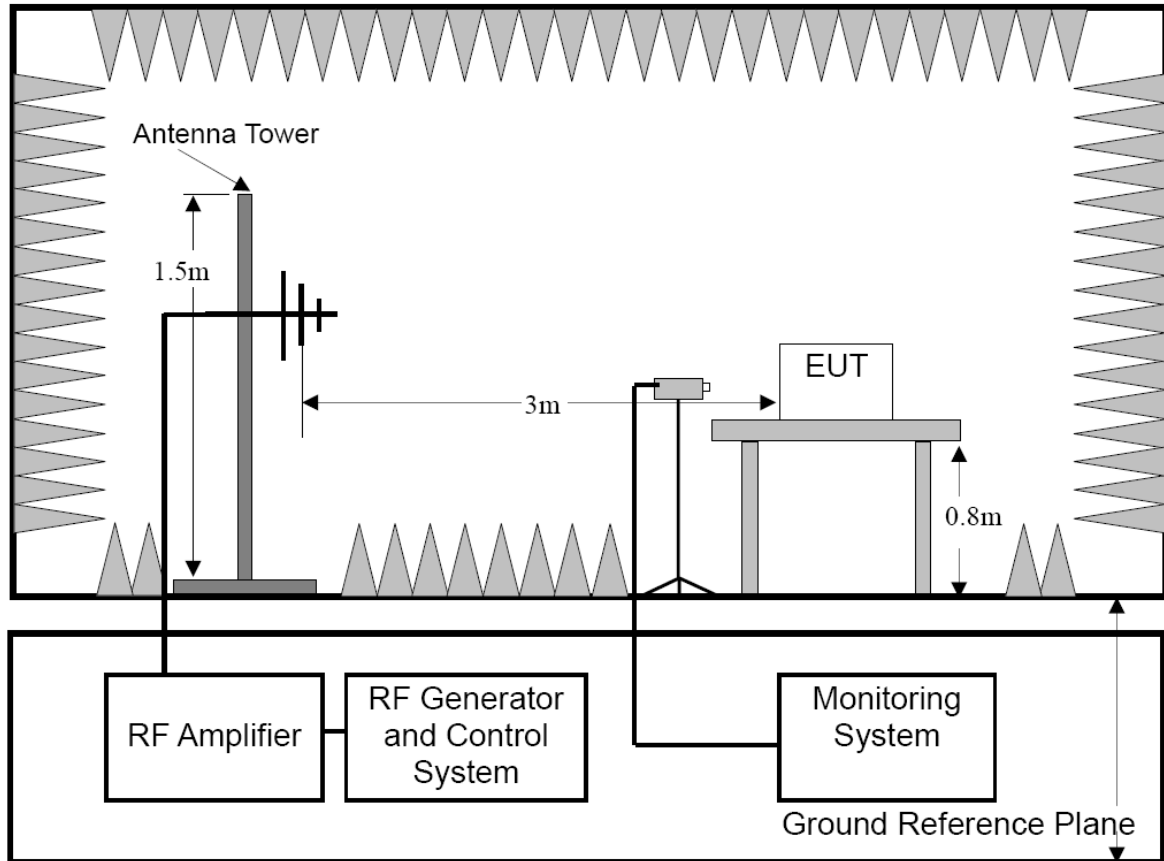 Antenna Tower
1.5m
EUT
3m
0.8m
RF Amplifier
RF Generator
and Control
System
Monitoring
System
Ground Reference Plane